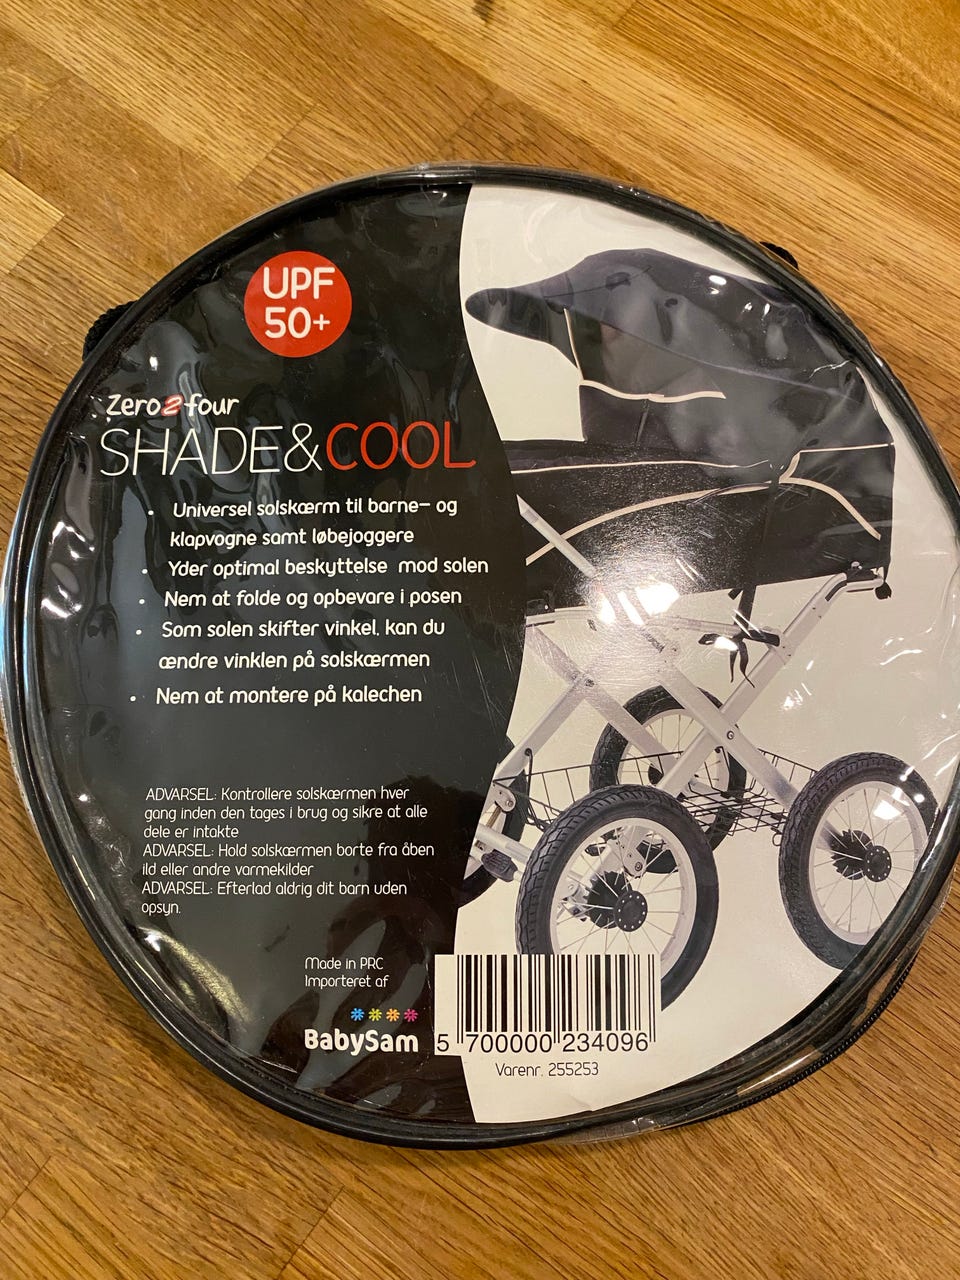 UPF
50+
Zero2four
SHADE&COOL
• Universel solskærm til barne- og
klapvogne samt løbejoggere
• Yder optimal beskyttelse mod solen
• Nem at folde og opbevare i posen
• Som solen skifter vinkel, kan du
ændre vinklen på solskærmen
• Nem at montere på kalechen
ADVARSEL: Kontrollere solskærmen hver
gang inden den tages i brug og sikre at alle
dele er intakte
ADVARSEL: Hold solskærmen borte fra åben
ild eller andre varmekilder
ADVARSEL: Efterlad aldrig dit barn uden
opsyn.
Made in PRC
Importeret af
BabySam
5 700000 234096
Varenr. 255253